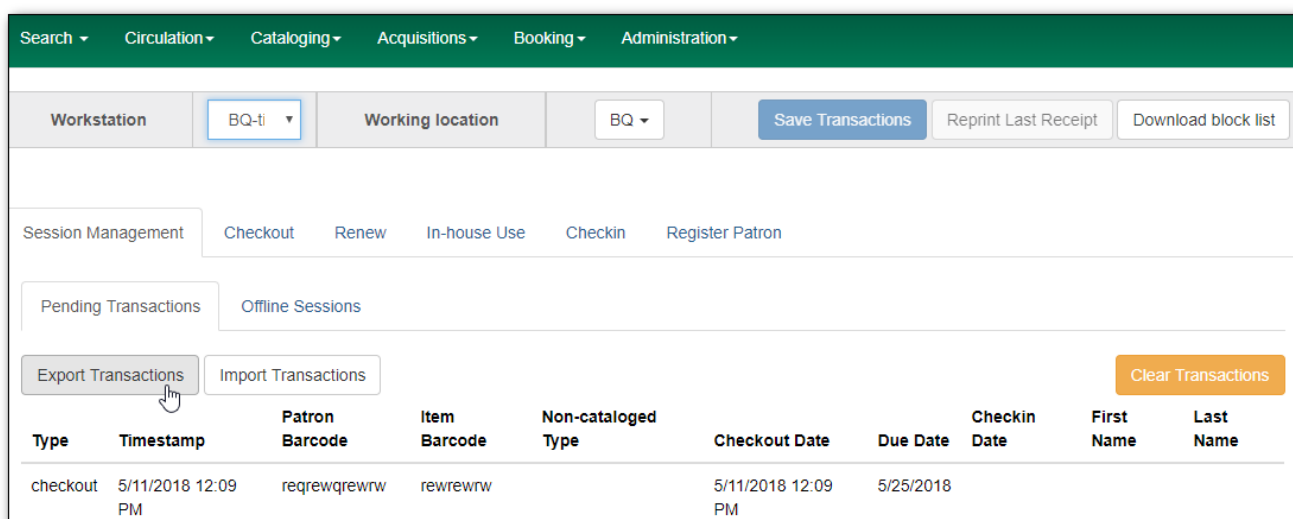 Search Circulation Cataloging Acquisitions Booking Administration
Workstation BQ-ti Working location BQ Save Transactions Reprint Last Receipt Download block list
Session Management Checkout Renew In-house Use Checkin Register Patron
Pending Transactions Offline Sessions
Export Transactions Import Transactions Clear Transactions
Patron Item Non-cataloged Checkin First Last
Type Timestamp Barcode Barcode Type Checkout Date Due Date Date Name Name
checkout 5/11/2018 12:09 reqrewqrewrw rewrewrw 5/11/2018 12:09 5/25/2018
PM PM